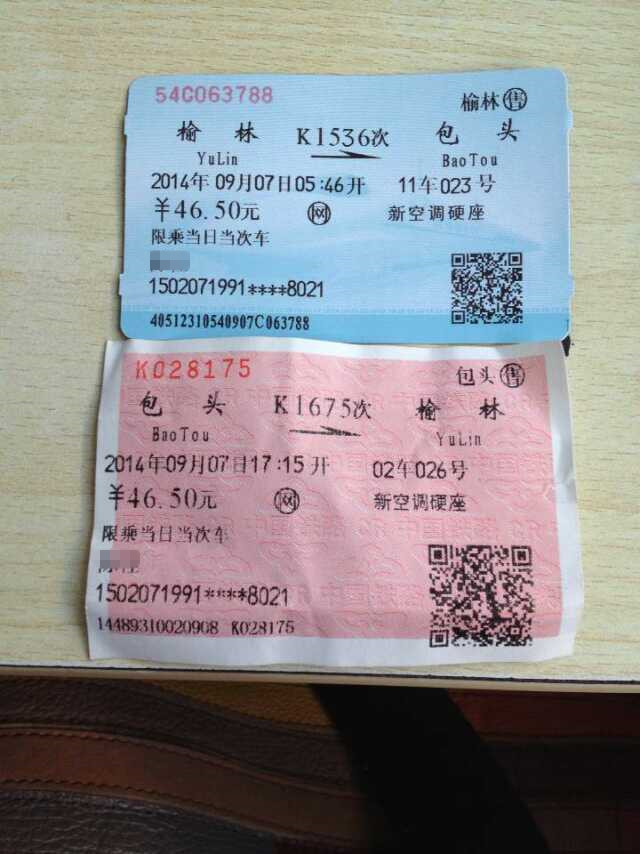 54C063788
榆林售
榆林 K1536次 包头
YuLin BaoTou
2014年09月07日05:46开 11车023号
¥46.50元 网 新空调硬座
限乘当日当次车
1502071991****8021
40512310540907C063788
K028175
包头售
包头 K1675次 榆林
BaoTou YuLin
2014年09月07日17:15开 02车026号
¥46.50元 网 新空调硬座
限乘当日当次车
1502071991****8021
14489310020908 K028175